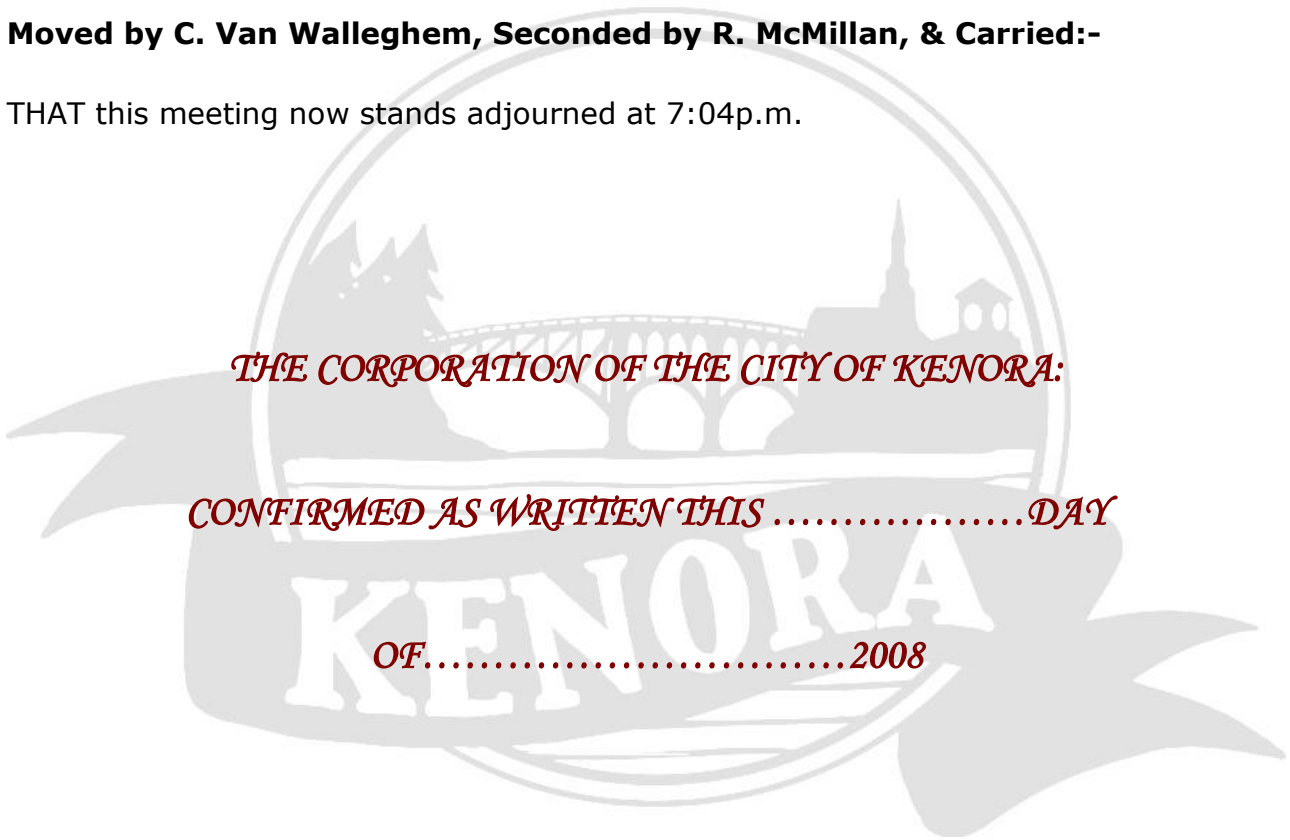 Moved by C. Van Walleghem, Seconded by R. McMillan, & Carried:-
THAT this meeting now stands adjourned at 7:04p.m.
THE CORPORATION OF THE CITY OF KENORA:
CONFIRMED AS WRITTEN THIS ………………DAY
OF…………………………2008
KENORA